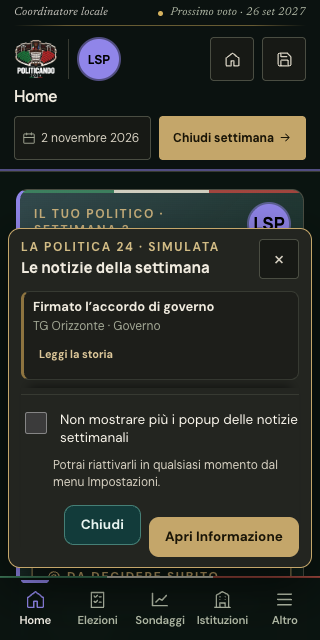 Coordinatore locale
Prossimo voto · 26 set 2027
POLITICANDO
LSP
Home
2 novembre 2026
Chiudi settimana →
IL TUO POLITICO ·
SETTIMANA 2
LSP
LA POLITICA 24 · SIMULATA
Le notizie della settimana
×
Firmato l’accordo di governo
TG Orizzonte · Governo
Leggi la storia
Non mostrare più i popup delle notizie
settimanali
Potrai riattivarli in qualsiasi momento dal
menu Impostazioni.
Chiudi
Apri Informazione
DA DECIDERE SUBITO
Home
Elezioni
Sondaggi
Istituzioni
Altro